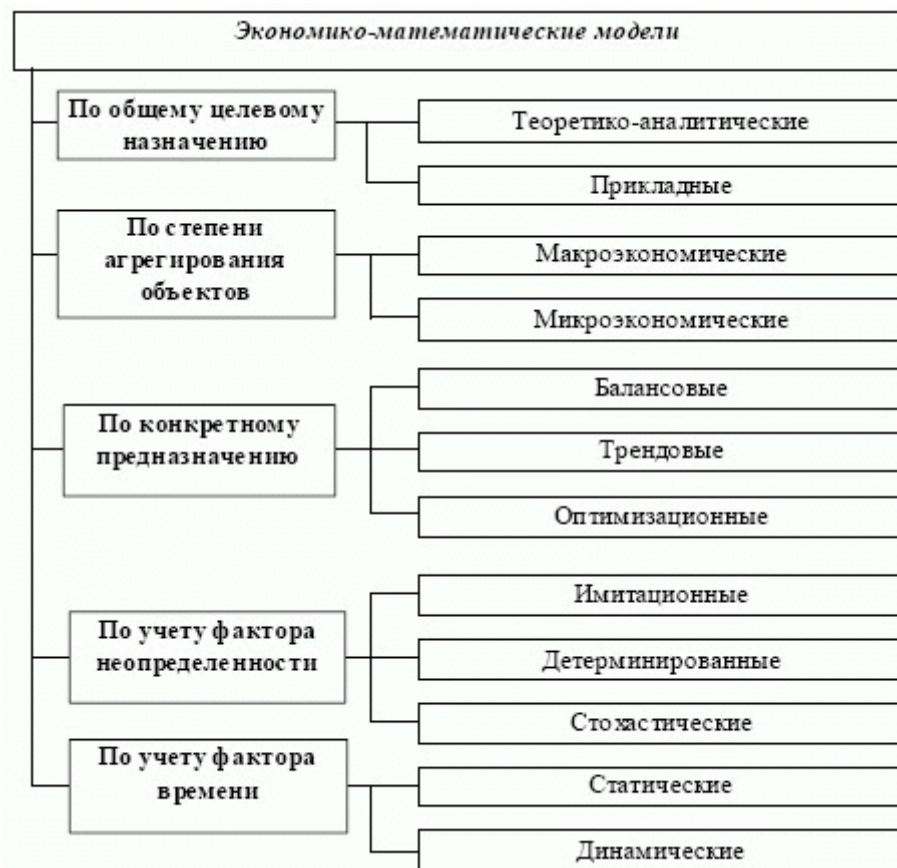 Экономико-математические модели
По общему целевому
назначению
Теоретико-аналитические
Прикладные
По степени
агрегирования
объектов
Макроэкономические
Микроэкономические
По конкретному
предназначению
Балансовые
Трендовые
Оптимизационные
По учету фактора
неопределенности
Имитационные
Детерминированные
Стохастические
По учету фактора
времени
Статические
Динамические